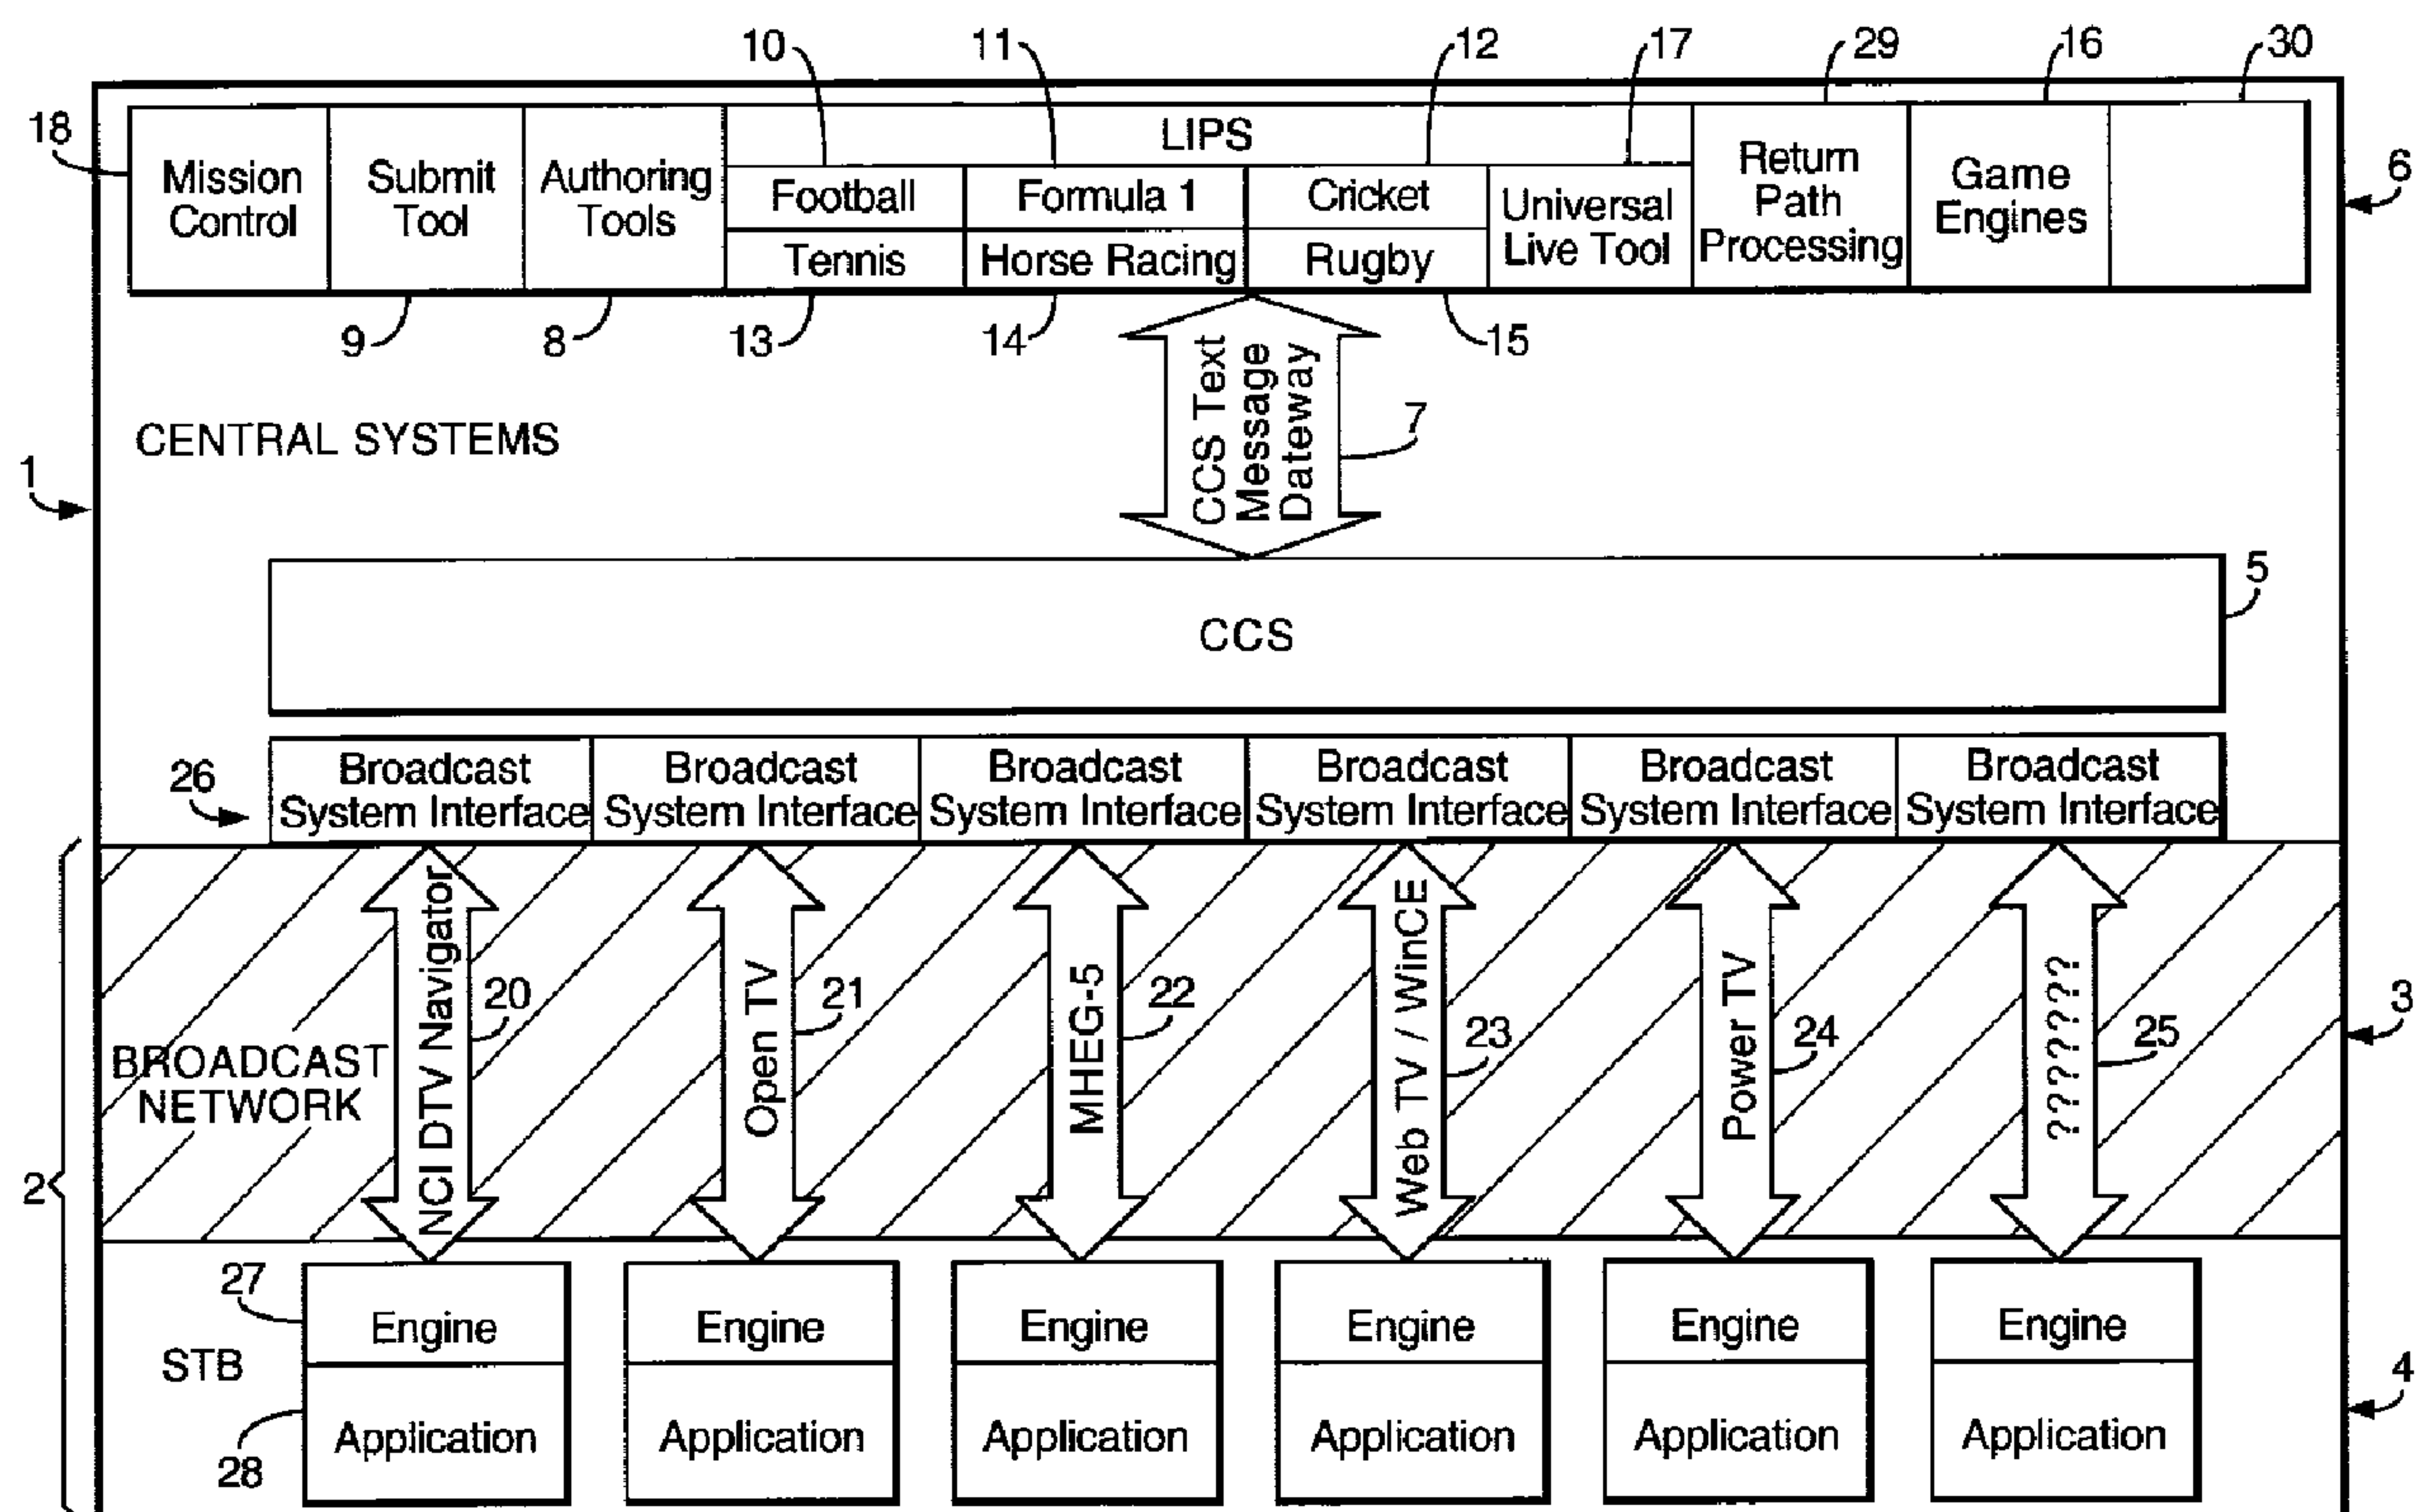 10
11
12
17
29
16
30
18
LIPS
Mission
Control
Submit
Tool
Authoring
Tools
Football
Formula 1
Cricket
Universal
Live Tool
Return
Path
Processing
Game
Engines
6
Tennis
Horse Racing
Rugby
9
8
13
14
15
CCS Text
Message
Dateway
7
CENTRAL SYSTEMS
1
5
CCS
26
Broadcast
System Interface
Broadcast
System Interface
Broadcast
System Interface
Broadcast
System Interface
Broadcast
System Interface
Broadcast
System Interface
2
BROADCAST
NETWORK
NCI DTV Navigator
20
Open TV
21
MHEG-5
22
Web TV / WinCE
23
Power TV
24
????????
25
3
27
STB
28
Engine
Application
Engine
Application
Engine
Application
Engine
Application
Engine
Application
Engine
Application
4